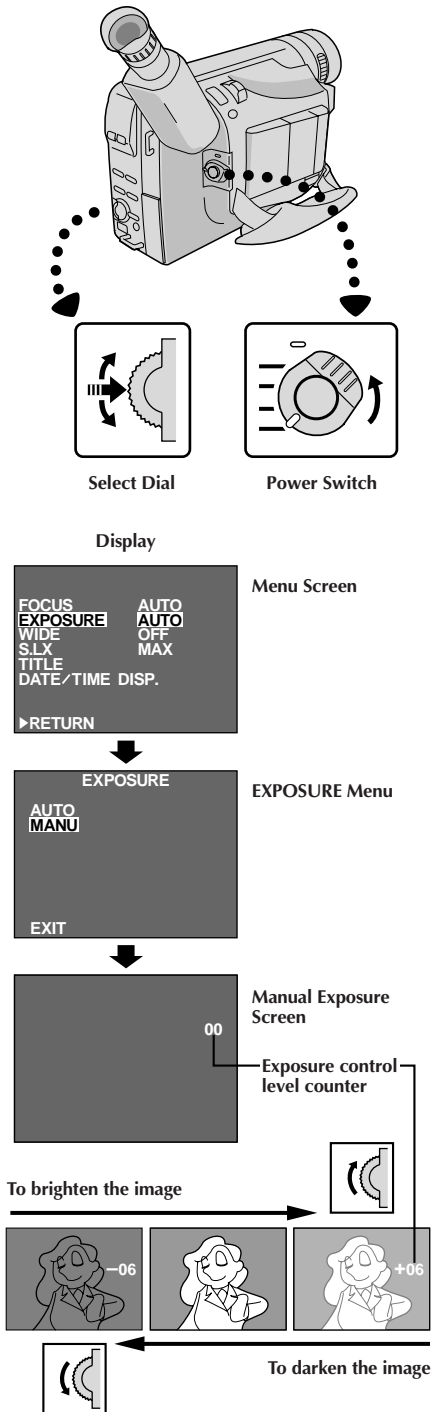 Select Dial
Power Switch
Display
Menu Screen
FOCUS AUTO
EXPOSURE AUTO
WIDE OFF
S.LX MAX
TITLE
DATE/TIME DISP.
▶RETURN
EXPOSURE Menu
EXPOSURE
AUTO
MANU
EXIT
Manual Exposure
Screen
00
Exposure control
level counter
To brighten the image
–06
+06
To darken the image